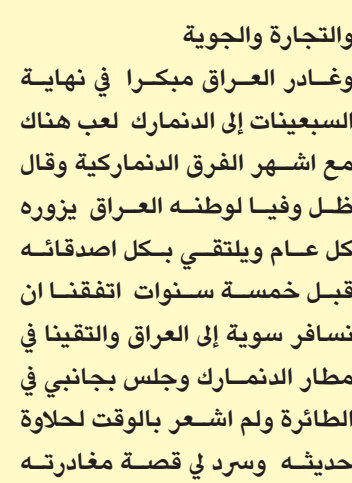 والتجارة والجوية
وغادر العراق مبكرا في نهاية
السبعينات إلى الدنمارك لعب هناك
مع اشهر الفرق الدنماركية وقال
ظل وفيا لوطنه العراق يزوره
كل عام ويلتقي بكل اصدقائه
قبل خمسة سنوات اتفقنا ان
نسافر سوية إلى العراق والتقينا في
مطار الدنمارك وجلس بجانبي في
الطائرة ولم اشعر بالوقت لحلاوة
حديثه وسرد لي قصة مغادرته